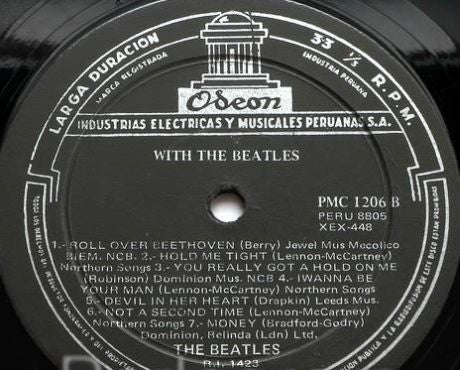 LARGA DURACION
MARCA REGISTRADA
33 1/3 R.P.M.
INDUSTRIA PERUANA
Odeon
INDUSTRIAS ELECTRICAS Y MUSICALES PERUANAS S.A.
WITH THE BEATLES
PMC 1206 B
PERU 8805
XEX-448
1.- ROLL OVER BEETHOVEN (Berry) Jewel Mus Mecolico
BIEM. NCB. 2.- HOLD ME TIGHT (Lennon-McCartney)
Northern Songs 3.- YOU REALLY GOT A HOLD ON ME
(Robinson) Dominion Mus. NCB 4.- IWANNA BE
YOUR MAN (Lennon-McCartney) Northern Songs
5.- DEVIL IN HER HEART (Drapkin) Leeds Mus.
6.- NOT A SECOND TIME (Lennon-McCartney)
Northern Songs 7.- MONEY (Bradford-Godry)
Dominion, Belinda (Ldn) Ltd.
THE BEATLES
R.I. 1423